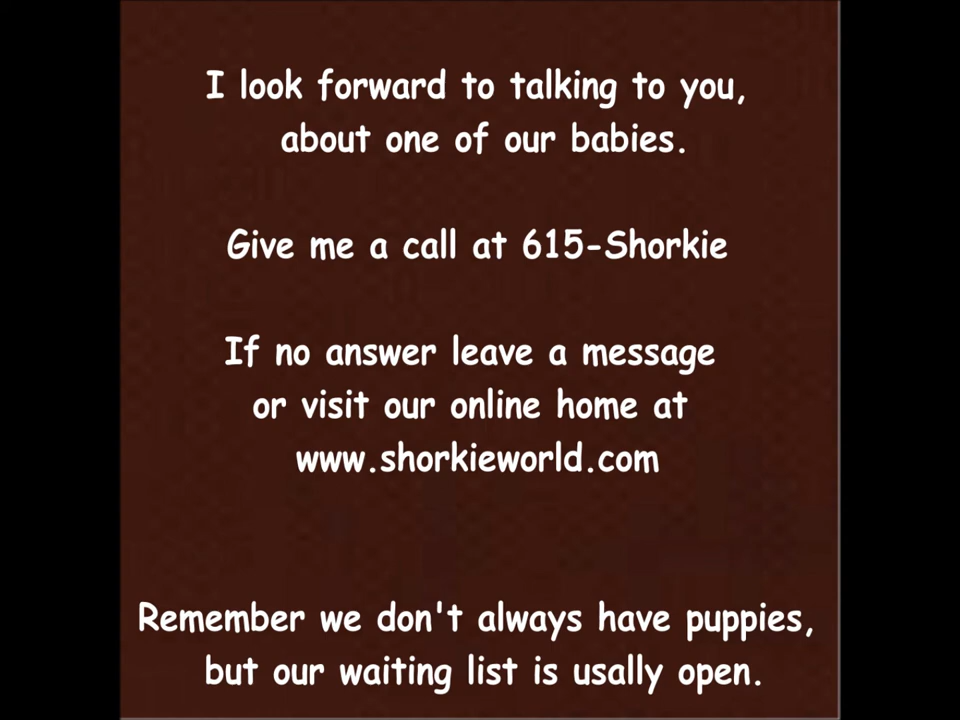 I look forward to talking to you,
about one of our babies.
Give me a call at 615-Shorkie
If no answer leave a message
or visit our online home at
www.shorkieworld.com
Remember we don't always have puppies,
but our waiting list is usally open.